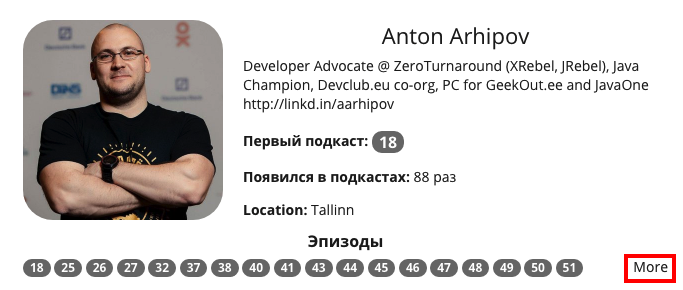 Anton Arhipov
Developer Advocate @ ZeroTurnaround (XRebel, JRebel), Java
Champion, Devclub.eu co-org, PC for GeekOut.ee and JavaOne
http://linkd.in/aarhipov
Первый подкаст: 18
Появился в подкастах: 88 раз
Location: Tallinn
Эпизоды
18 25 26 27 32 37 38 40 41 43 44 45 46 47 48 49 50 51 More